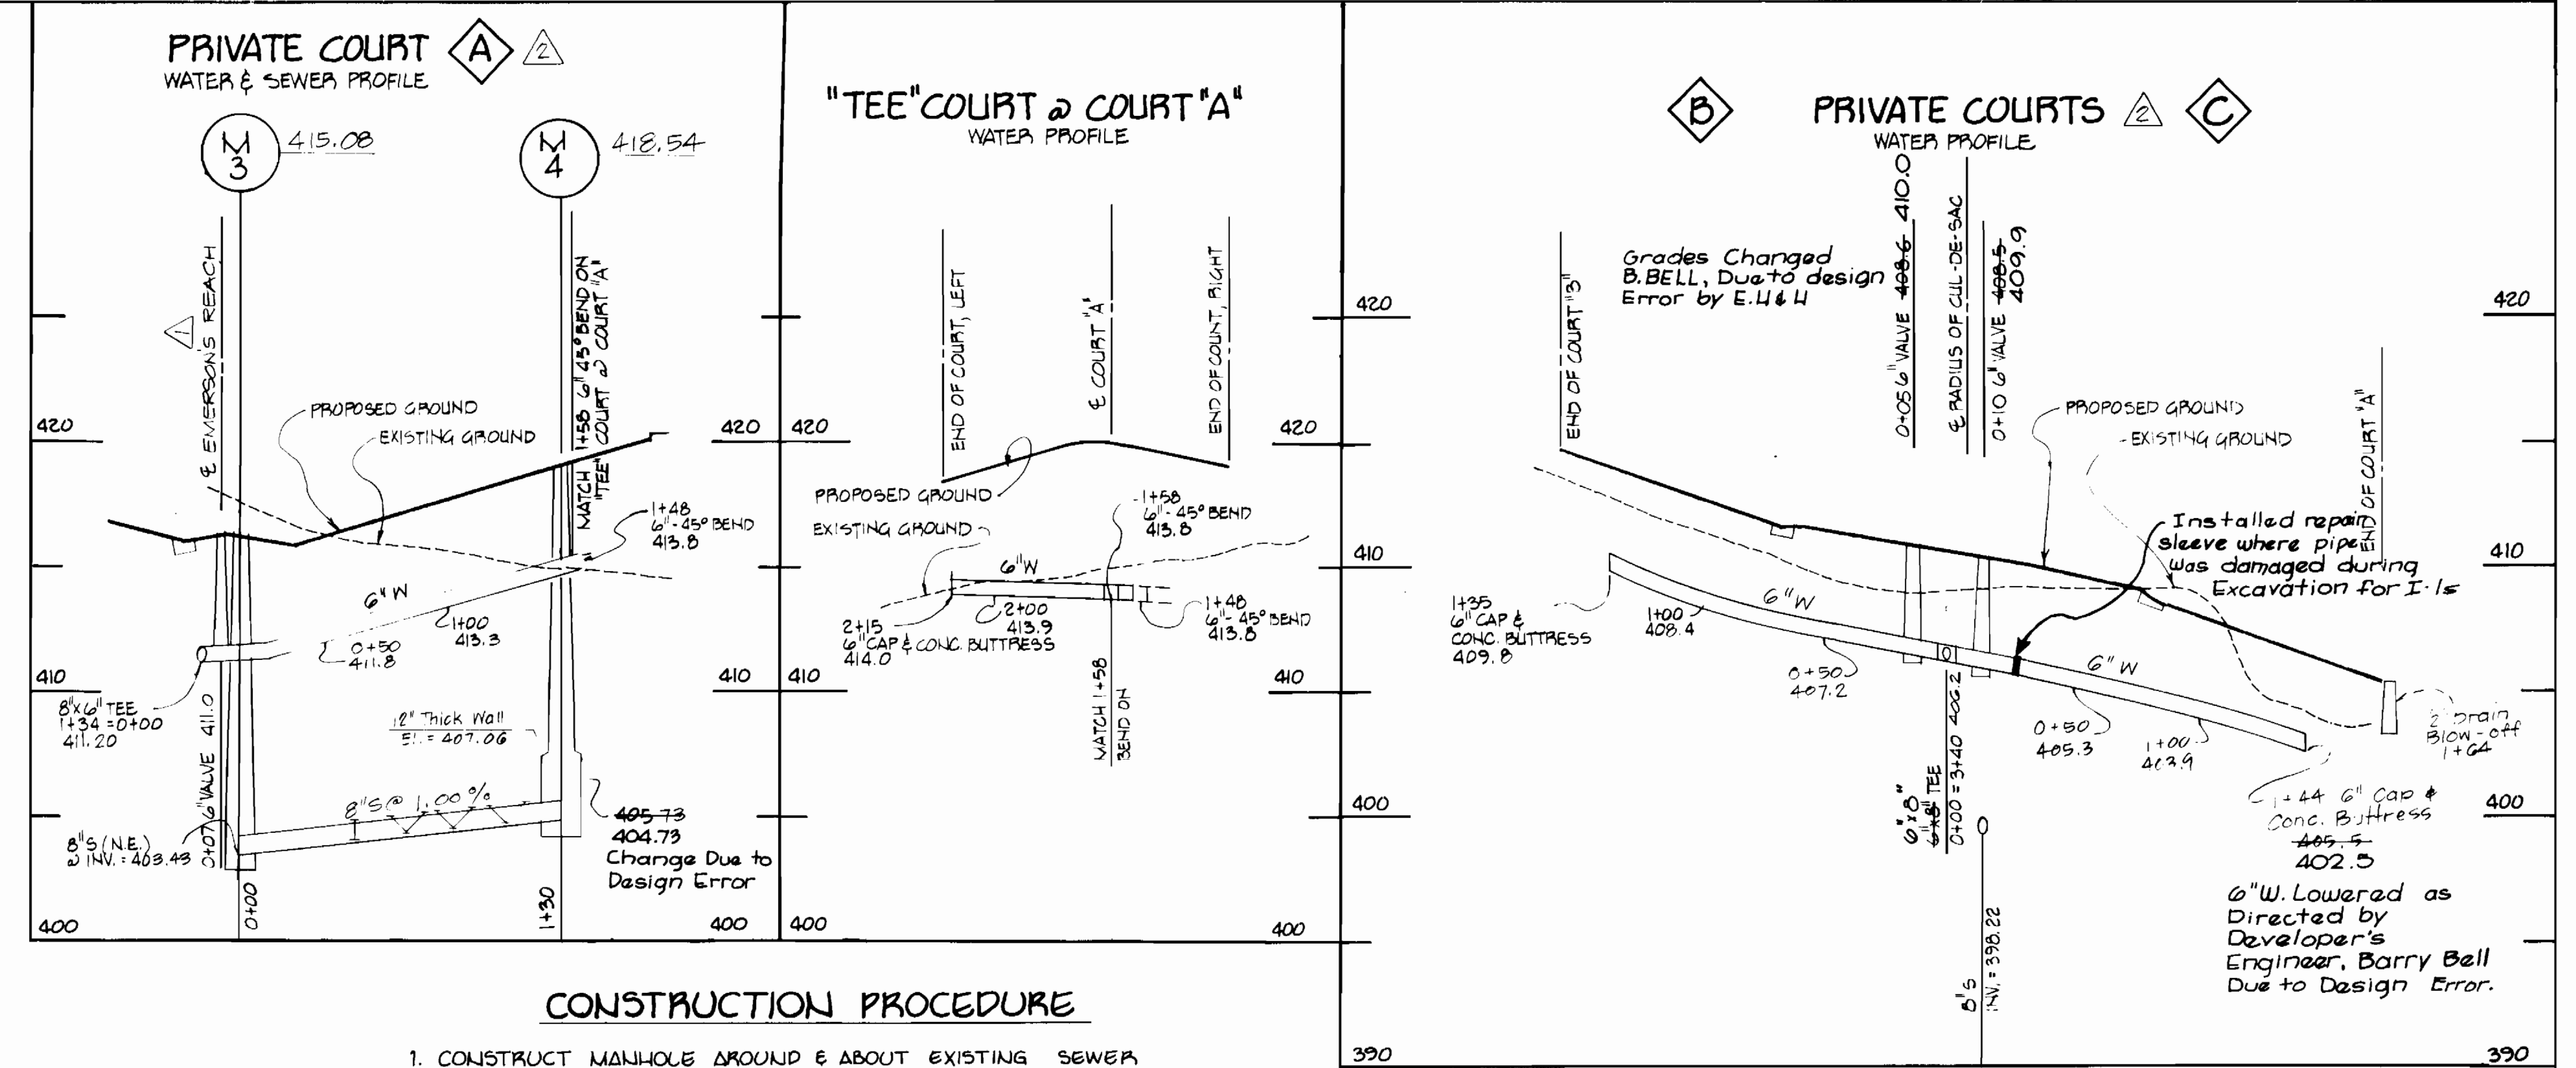 PRIVATE COURT A 2
WATER & SEWER PROFILE
M
3
415.08
M
4
418.54
1
℄ EMERSON'S REACH
MATCH 1+58 6" 45° BEND ON
"TEE" COURT @ COURT "A"
PROPOSED GROUND
EXISTING GROUND
420
420
1+48
6"-45° BEND
413.8
6" W
1+00
413.3
0+50
411.8
410
410
8"x6" TEE
1+34 = 0+00
411.20
0+07 6" VALVE 411.0
12" Thick Wall
El. = 407.06
8"S @ 1.00 %
8"S (N.E.)
@ INV. = 403.43
405.73
404.73
Change Due to
Design Error
0+00
1+30
400
400
"TEE" COURT @ COURT "A"
WATER PROFILE
END OF COURT, LEFT
℄ COURT "A"
END OF COUNT, RIGHT
420
420
PROPOSED GROUND
EXISTING GROUND
1+58
6"-45° BEND
413.8
6"W
2+00
413.9
1+48
6"-45° BEND
413.8
2+15
6" CAP & CONC. BUTTRESS
414.0
410
410
MATCH 1+58
BEND ON
400
400
B PRIVATE COURTS 2 C
WATER PROFILE
Grades Changed
B. BELL, Due to design
Error by E.H & H
END OF COURT "3"
0+05 6" VALVE 408.6 410.0
℄ RADIUS OF CUL-DE-SAC
0+10 6" VALVE 408.5
409.9
420
420
PROPOSED GROUND
EXISTING GROUND
END OF COURT "A"
Installed repair
sleeve where pipe
was damaged during
Excavation for I-1s
410
410
1+35
6" CAP &
CONC. BUTTRESS
409.8
1+00
408.4
6"W
0+50
407.2
6" W
0+50
405.3
1+00
403.9
2" Drain
Blow-off
1+64
6"x8"
6"x8" TEE
0+00 = 3+40 406.2
400
400
1+44 6" Cap &
Conc. Buttress
405.5
402.5
6"W. Lowered as
Directed by
Developer's
Engineer, Barry Bell
Due to Design Error.
8"S
INV. = 398.22
390
390
CONSTRUCTION PROCEDURE
1. CONSTRUCT MANHOLE AROUND & ABOUT EXISTING SEWER